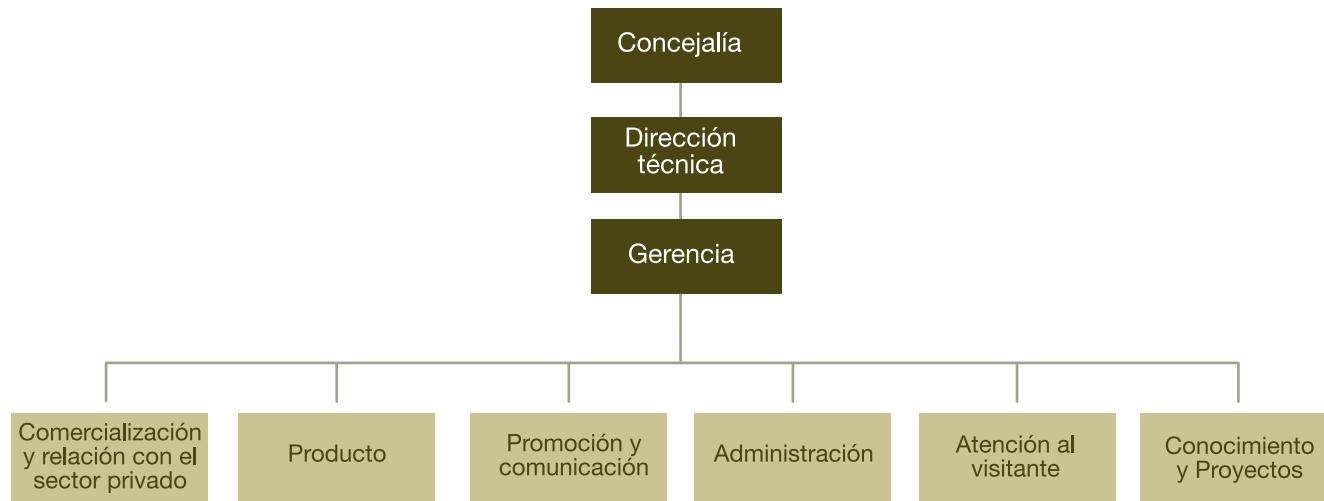 Concejalía
Dirección
técnica
Gerencia
Comercialización
y relación con el
sector privado
Producto
Promoción y
comunicación
Administración
Atención al
visitante
Conocimiento
y Proyectos